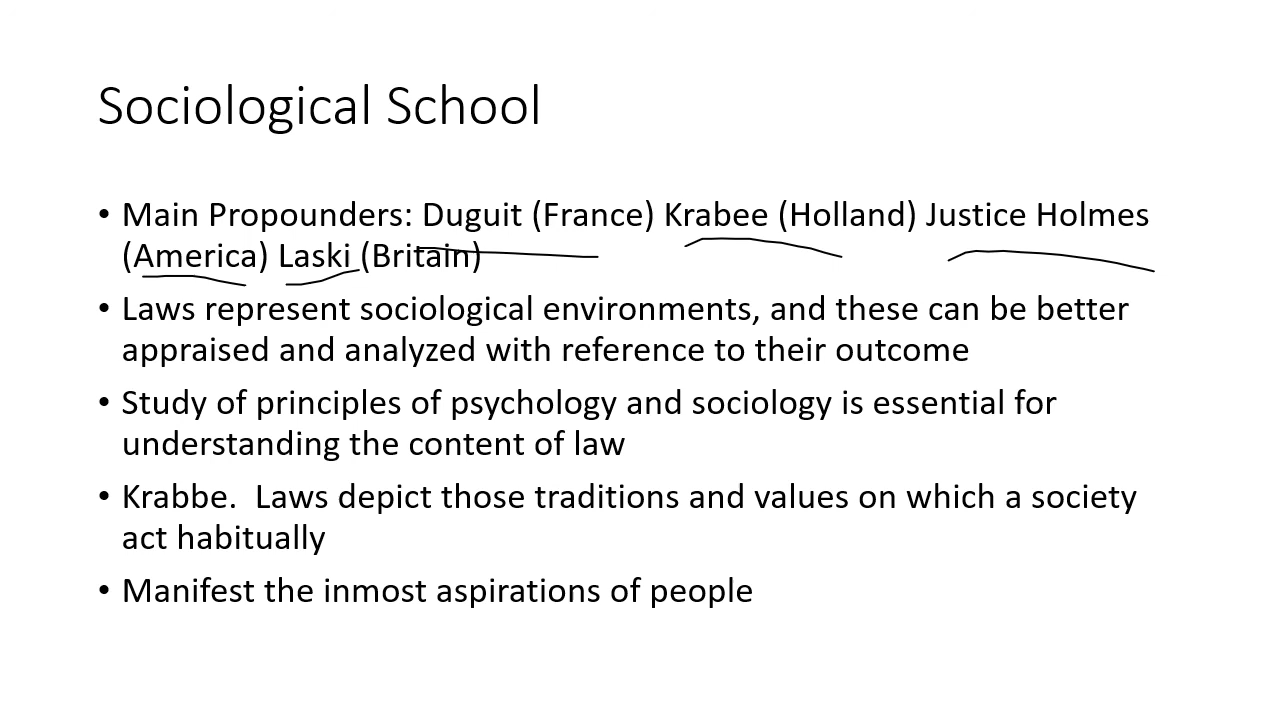 Sociological School
• Main Propounders: Duguit (France) Krabee (Holland) Justice Holmes
(America) Laski (Britain)
• Laws represent sociological environments, and these can be better
appraised and analyzed with reference to their outcome
• Study of principles of psychology and sociology is essential for
understanding the content of law
• Krabbe.  Laws depict those traditions and values on which a society
act habitually
• Manifest the inmost aspirations of people